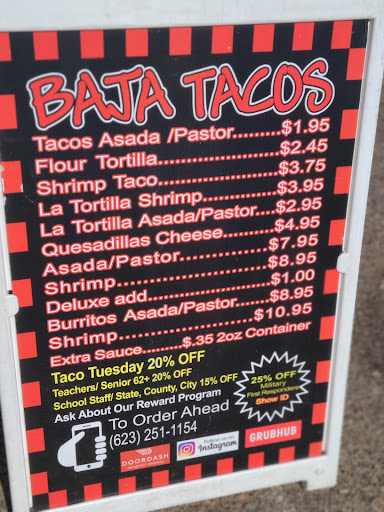 BAJA TACOS
Tacos Asada /Pastor.........$1.95
Flour Tortilla.....................$2.45
Shrimp Taco......................$3.75
La Tortilla Shrimp.............$3.95
La Tortilla Asada/Pastor....$2.95
Quesadillas Cheese..........$4.95
Asada/Pastor....................$7.95
Shrimp..............................$8.95
Deluxe add.......................$1.00
Burritos Asada/Pastor.......$8.95
Shrimp.......................$10.95
Extra Sauce.........$.35 2oz Container
Taco Tuesday 20% OFF
Teachers/ Senior 62+ 20% OFF
School Staff/ State, County, City 15% OFF
Ask About Our Reward Program
25% OFF
Military
First Responders
Show ID
To Order Ahead
(623) 251-1154
DOORDASH
Follow us on
Instagram
GRUBHUB